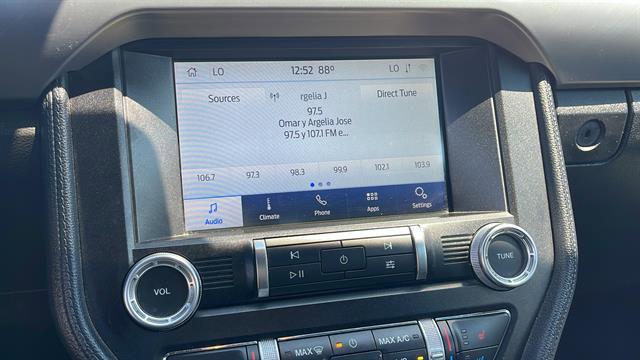 LO 12:52 88° LO
Sources rgelia J Direct Tune
97.5
Omar y Argelia Jose
97.5 y 107.1 FM e...
106.7 97.3 98.3 99.9 102.1 103.9
Audio Climate Phone Apps Settings
VOL TUNE
MAX MAX A/C A/C